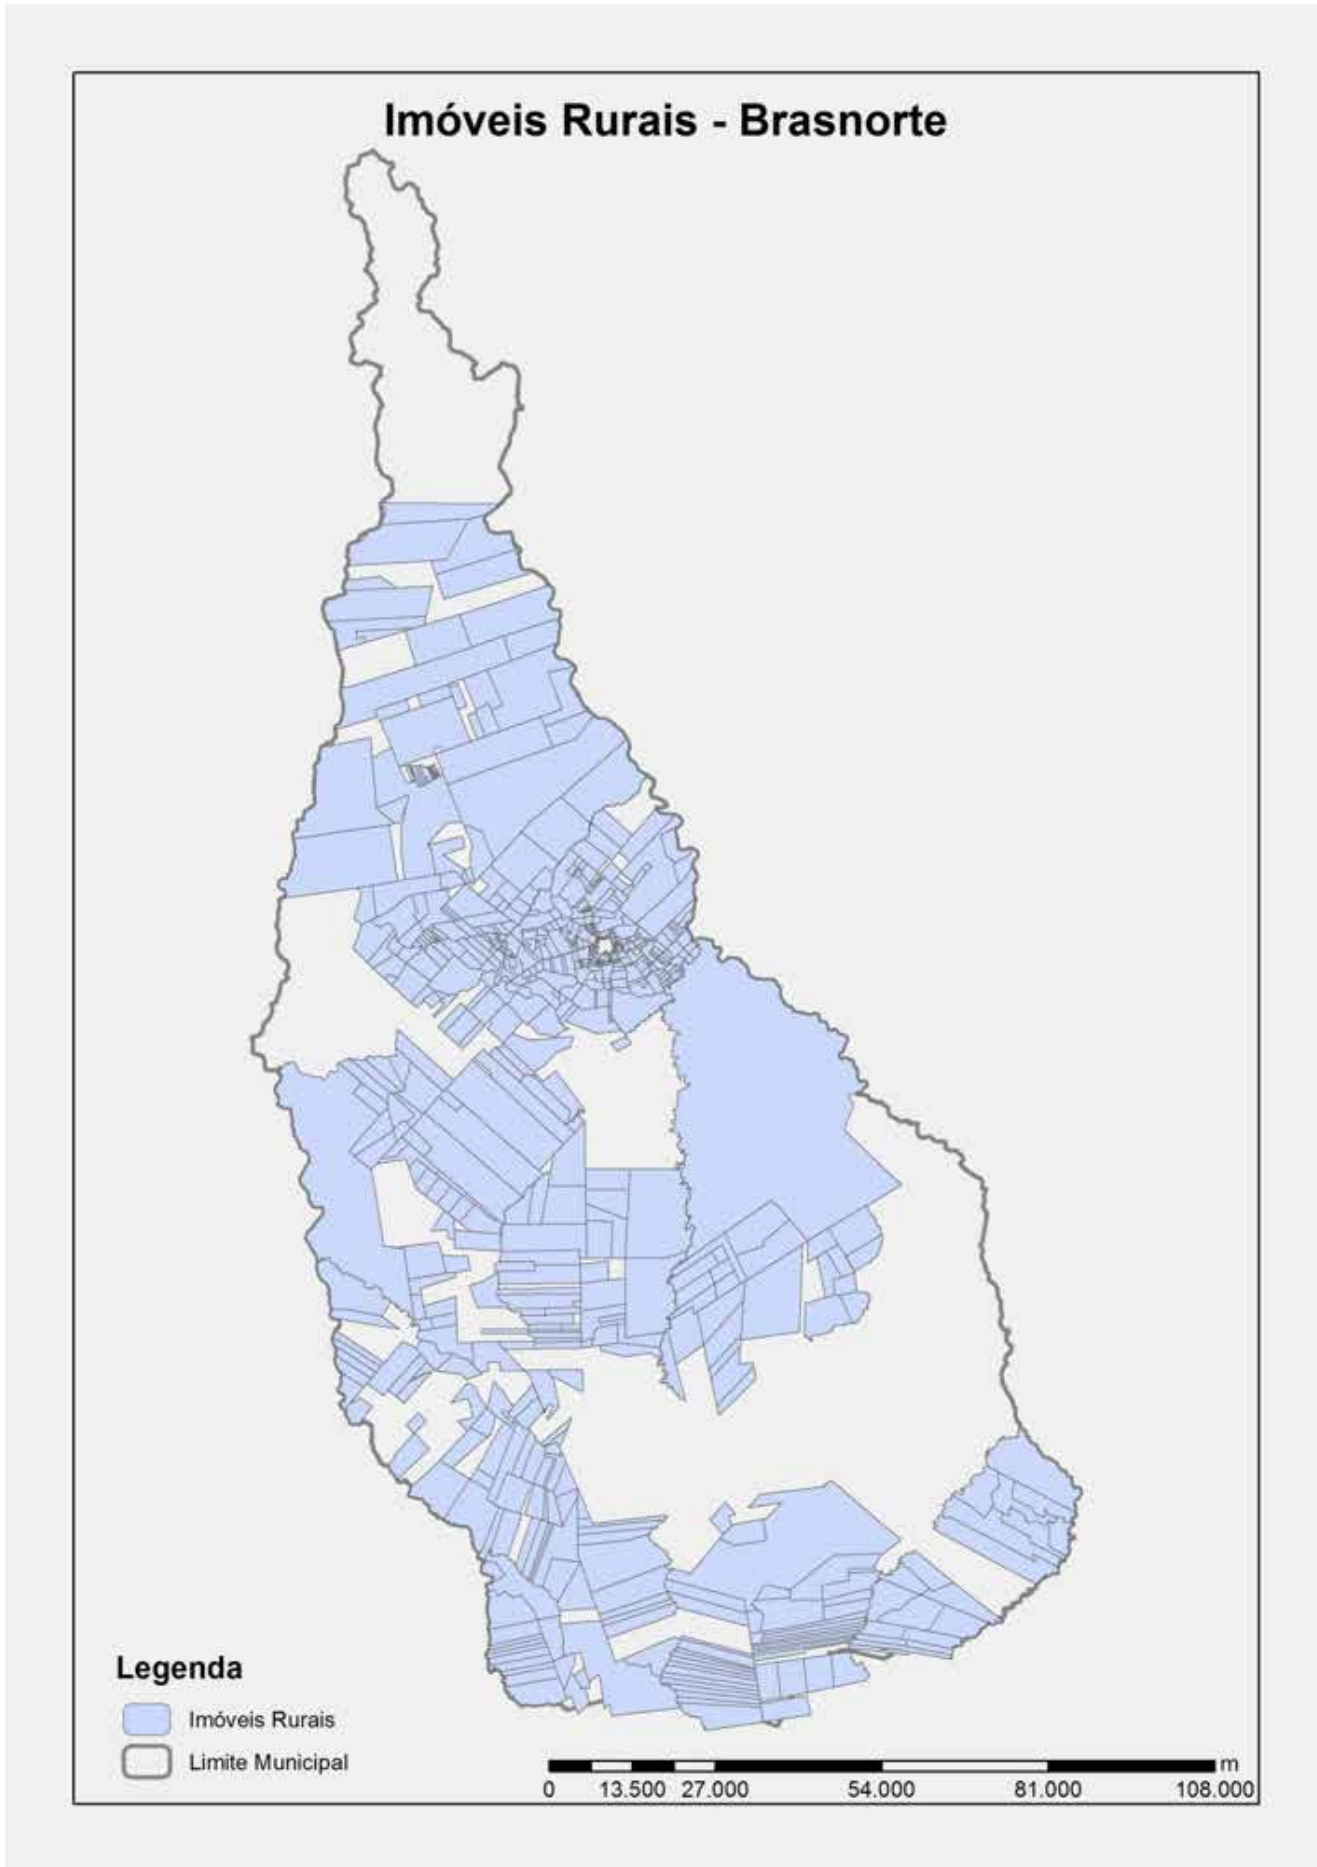 Imóveis Rurais - Brasnorte
Legenda
Imóveis Rurais
Limite Municipal
m
0 13.500 27.000 54.000 81.000 108.000